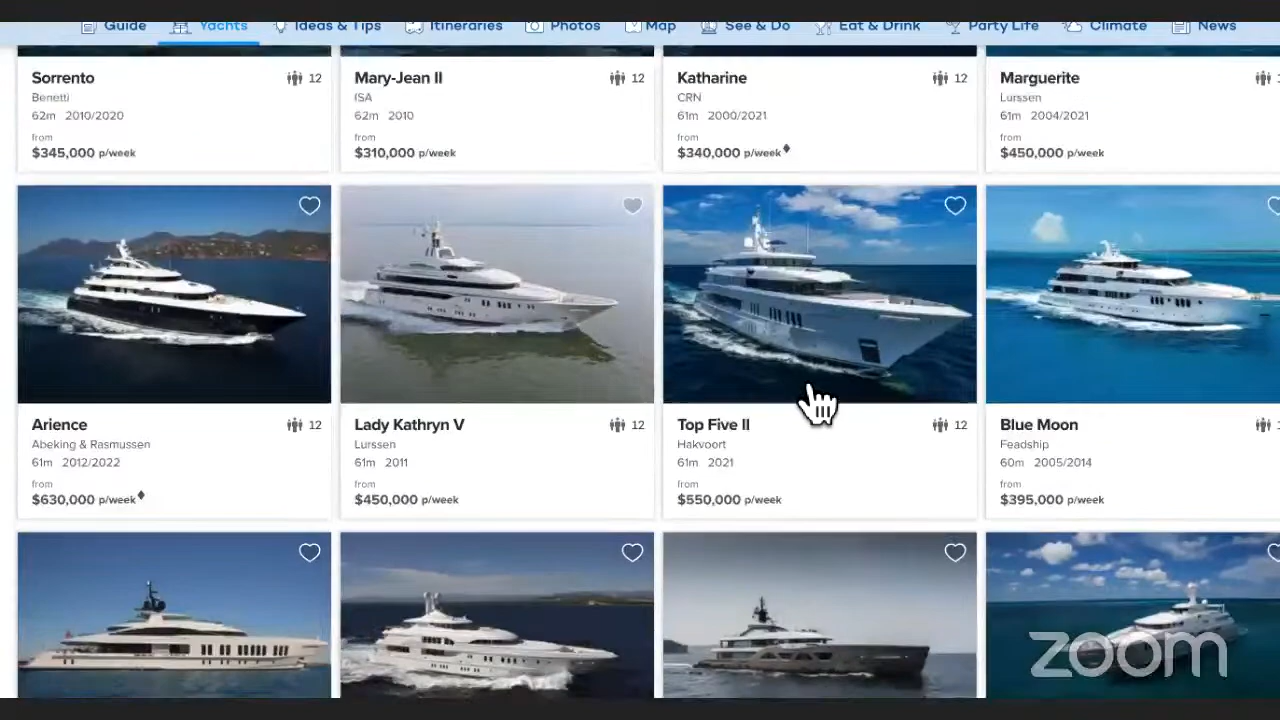 Guide Yachts Ideas & Tips Itineraries Photos Map See & Do Eat & Drink Party Life Climate News
Sorrento 12
Benetti
62m 2010/2020
from
$345,000 p/week
Mary-Jean II 12
ISA
62m 2010
from
$310,000 p/week
Katharine 12
CRN
61m 2000/2021
from
$340,000 p/week♦
Marguerite
Lurssen
61m 2004/2021
from
$450,000 p/week
Arience 12
Abeking & Rasmussen
61m 2012/2022
from
$630,000 p/week♦
Lady Kathryn V 12
Lurssen
61m 2011
from
$450,000 p/week
Top Five II 12
Hakvoort
61m 2021
from
$550,000 p/week
Blue Moon
Feadship
60m 2005/2014
from
$395,000 p/week
zoom